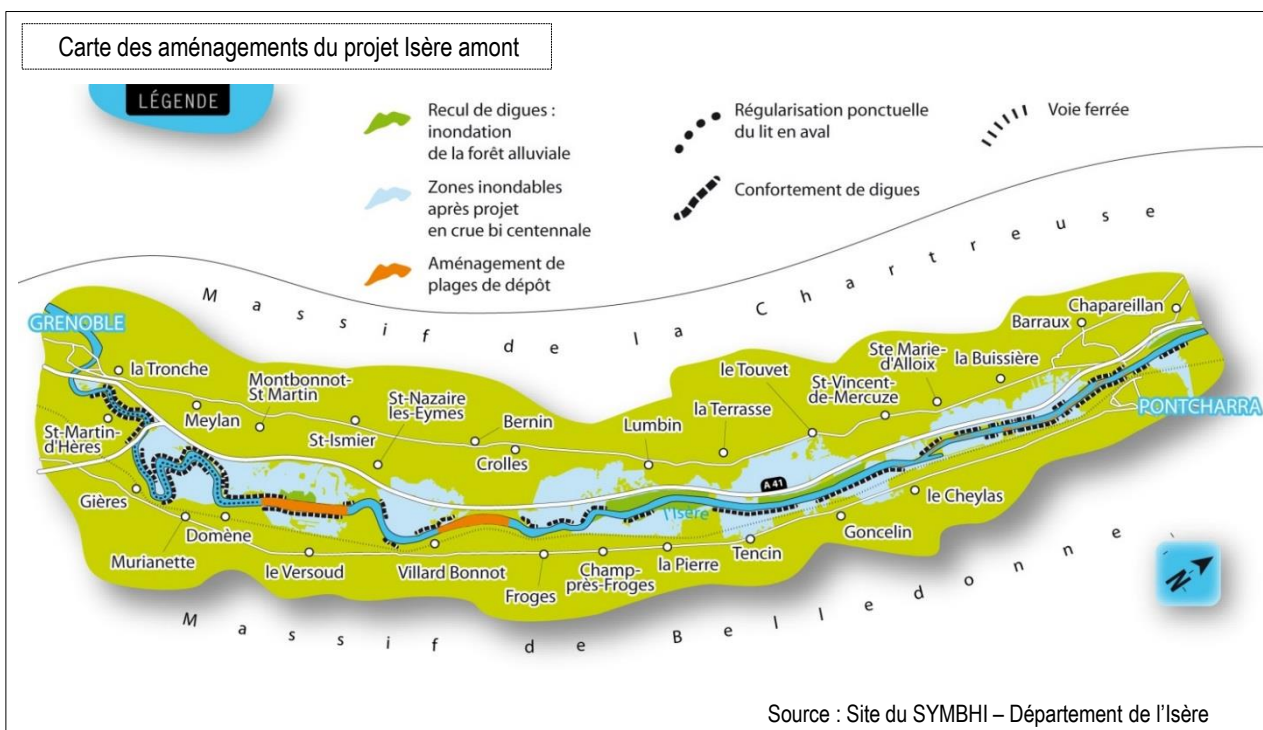 Carte des aménagements du projet Isère amont
LÉGENDE
Recul de digues :
inondation
de la forêt alluviale
Zones inondables
après projet
en crue bi centennale
Aménagement de
plages de dépôt
Régularisation ponctuelle
du lit en aval
Confortement de digues
Voie ferrée
Massif de la Chartreuse
GRENOBLE
la Tronche
Meylan
Montbonnot-
St Martin
St-Ismier
St-Nazaire
les-Eymes
Bernin
Crolles
Lumbin
la Terrasse
le Touvet
St-Vincent-
de-Mercuze
Ste Marie-
d'Alloix
la Buissière
Barraux
Chapareillan
PONTCHARRA
St-Martin-
d'Hères
Gières
Murianette
Domène
le Versoud
Villard Bonnot
Froges
Champ-
près-Froges
la Pierre
Tencin
Goncelin
le Cheylas
l'Isère
A 41
Massif de Belledonne
N
Source : Site du SYMBHI – Département de l'Isère